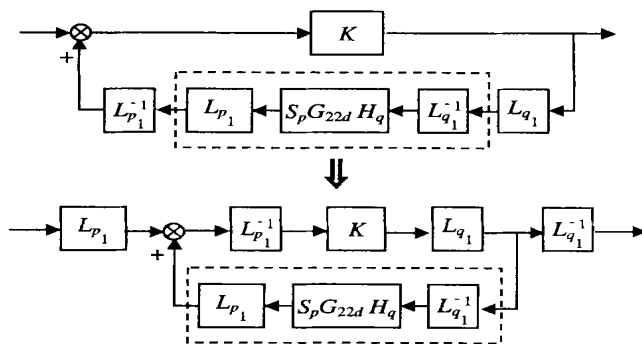 K
+
L_{p_1}^{-1} L_{p_1} S_p G_{22d} H_q L_{q_1}^{-1} L_{q_1}
⇓
L_{p_1} L_{p_1}^{-1} K L_{q_1} L_{q_1}^{-1}
+
L_{p_1} S_p G_{22d} H_q L_{q_1}^{-1}